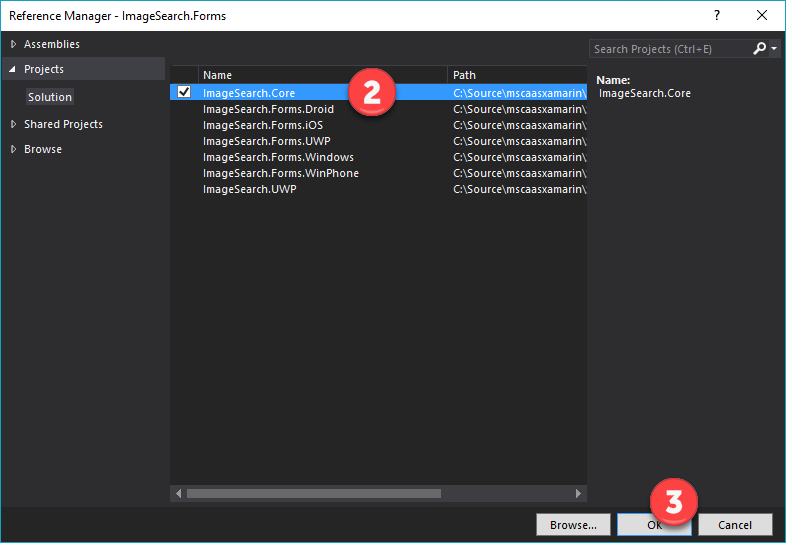 Reference Manager - ImageSearch.Forms ?
Assemblies
Projects
Solution
Shared Projects
Browse
Name Path
ImageSearch.Core 2 C:\Source\mscaasxamarin\
ImageSearch.Forms.Droid C:\Source\mscaasxamarin\
ImageSearch.Forms.iOS C:\Source\mscaasxamarin\
ImageSearch.Forms.UWP C:\Source\mscaasxamarin\
ImageSearch.Forms.Windows C:\Source\mscaasxamarin\
ImageSearch.Forms.WinPhone C:\Source\mscaasxamarin\
ImageSearch.UWP C:\Source\mscaasxamarin\
Search Projects (Ctrl+E)
Name:
ImageSearch.Core
3
Browse... OK Cancel